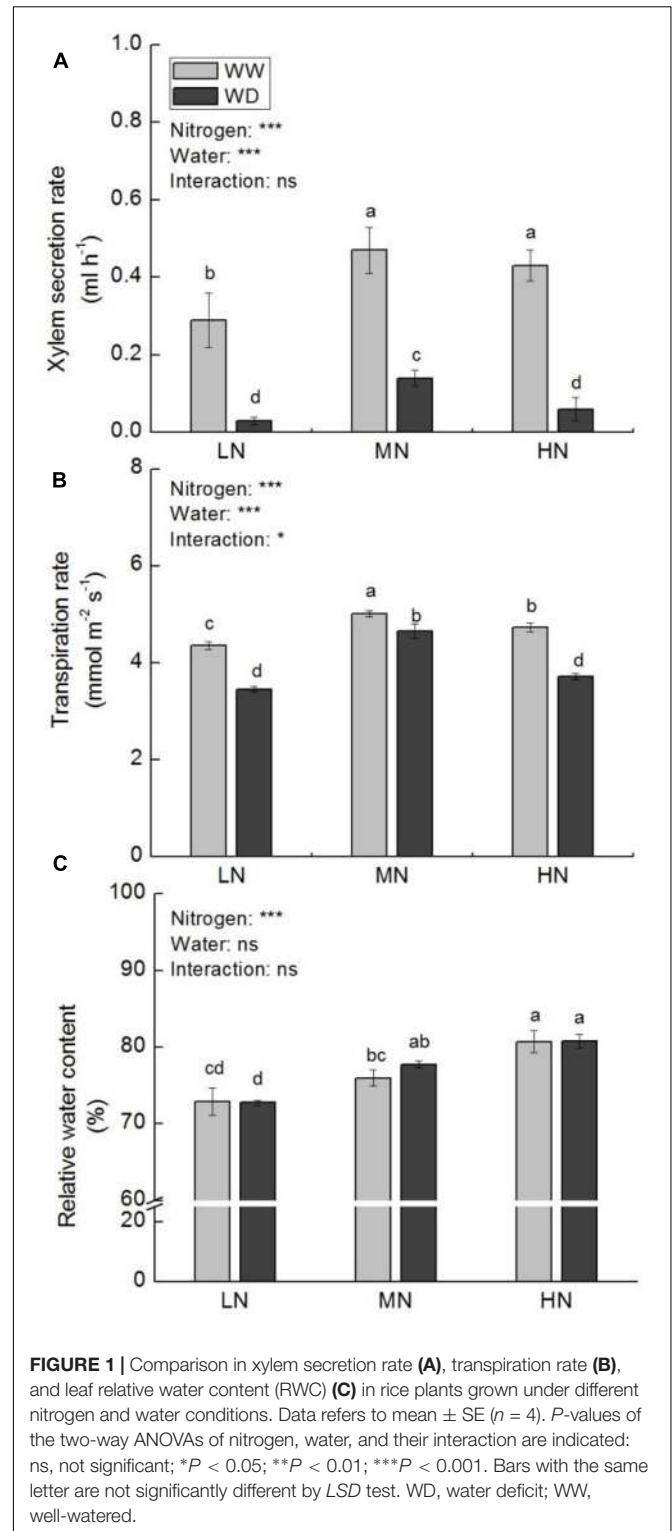 A
1.0
WW
WD
Nitrogen: ***
Water: ***
Interaction: ns
0.8
0.6
0.4
0.2
0.0
Xylem secretion rate
(ml h⁻¹)
b
d
a
c
a
d
LN MN HN
B
8
Nitrogen: ***
Water: ***
Interaction: *
6
4
2
0
Transpiration rate
(mmol m⁻² s⁻¹)
c
d
a
b
b
d
LN MN HN
C
100
Nitrogen: ***
Water: ns
Interaction: ns
90
80
70
60
20
0
Relative water content
(%)
cd
d
bc
ab
a
a
LN MN HN
FIGURE 1 | Comparison in xylem secretion rate (A), transpiration rate (B),
and leaf relative water content (RWC) (C) in rice plants grown under different
nitrogen and water conditions. Data refers to mean ± SE (n = 4). P-values of
the two-way ANOVAs of nitrogen, water, and their interaction are indicated:
ns, not significant; *P < 0.05; **P < 0.01; ***P < 0.001. Bars with the same
letter are not significantly different by LSD test. WD, water deficit; WW,
well-watered.